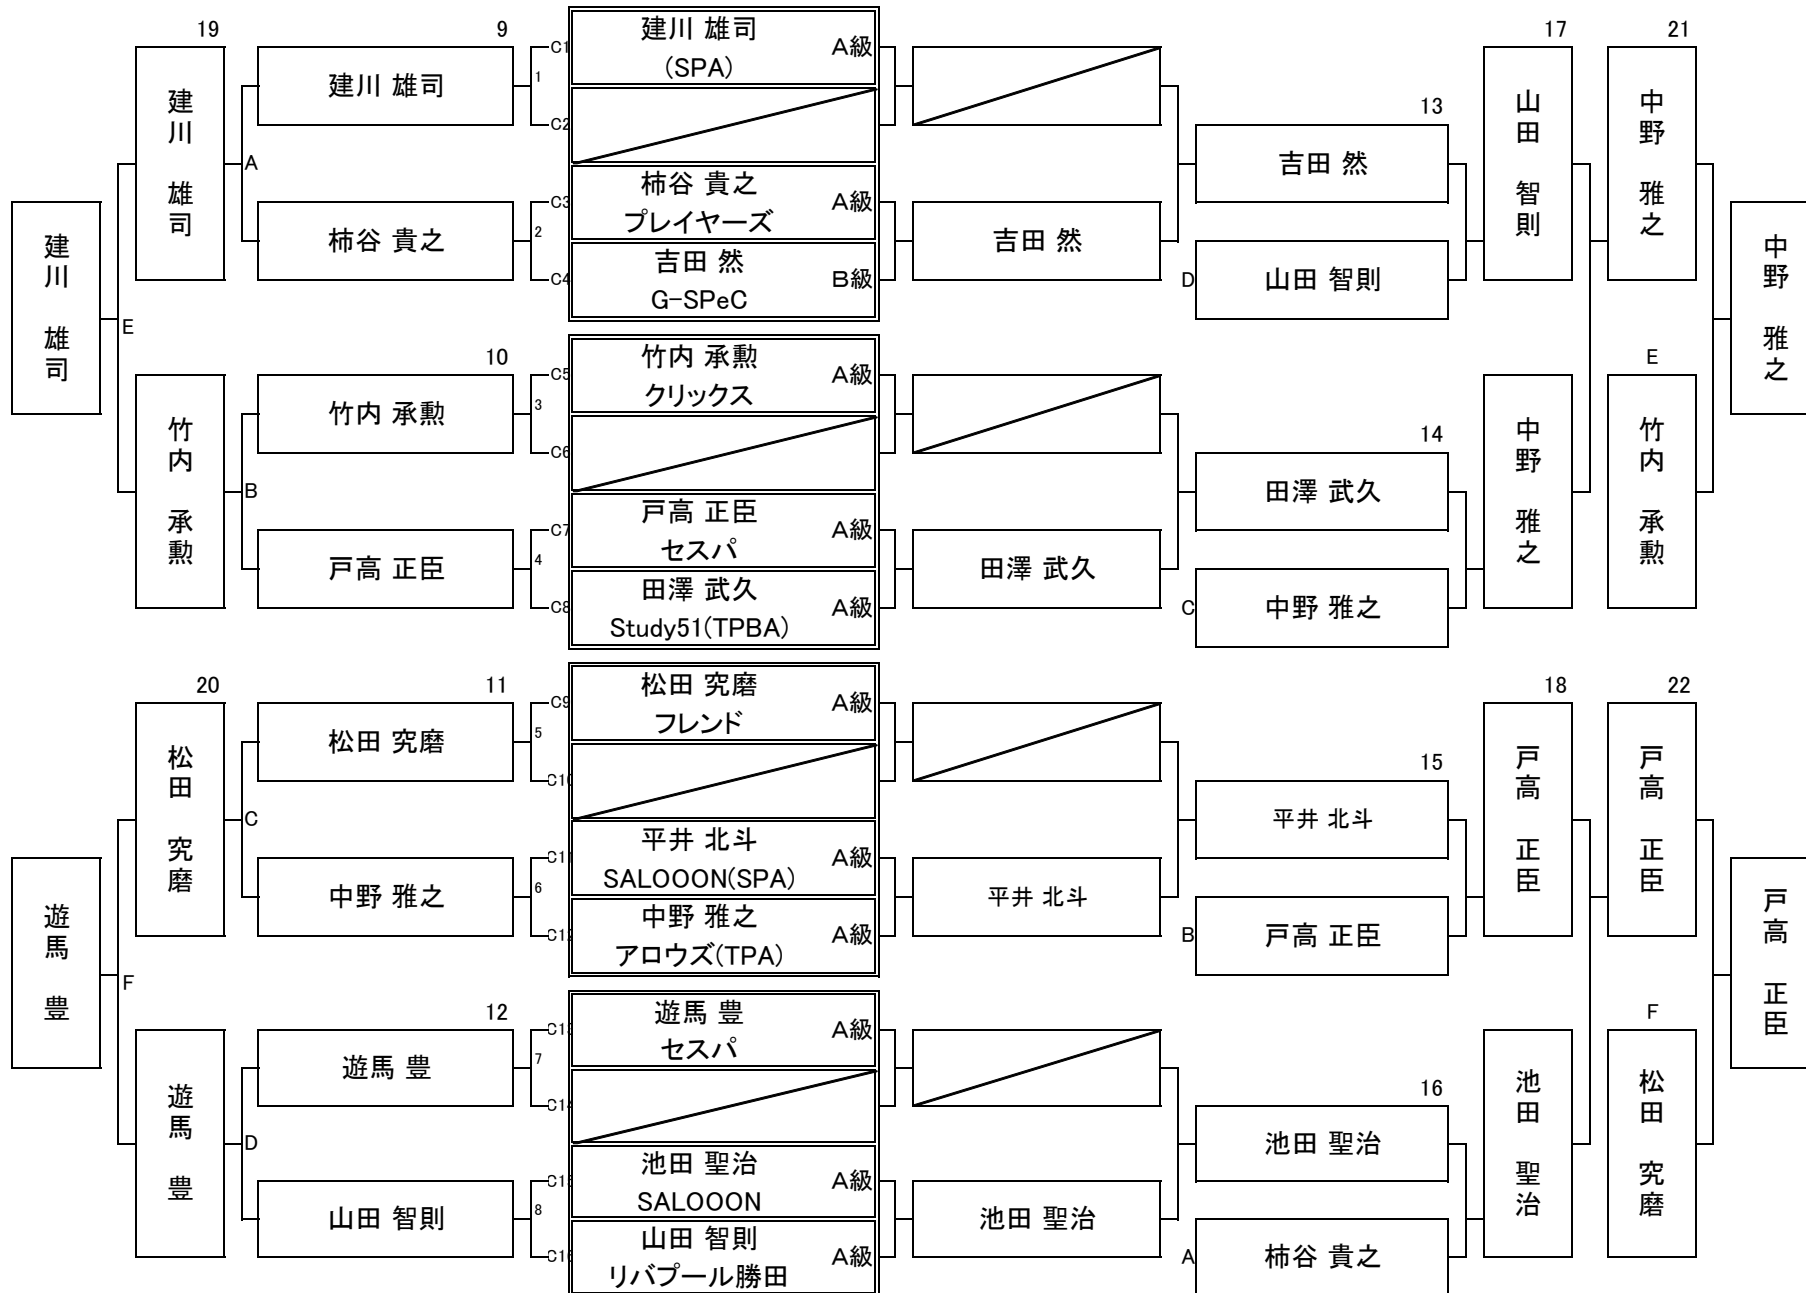 19
9
建川 雄司
(SPA)
A級
17
21
建川 雄司
建川 雄司
C1
1
C2
13
山田 智則
中野 雅之
A
吉田 然
柿谷 貴之
プレイヤーズ
A級
建川 雄司
柿谷 貴之
C3
2
C4
吉田 然
G-SPeC
B級
吉田 然
D
山田 智則
中野 雅之
E
10
竹内 承勲
クリックス
A級
E
竹内 承勲
竹内 承勲
C5
3
C6
14
中野 雅之
竹内 承勲
B
田澤 武久
戸高 正臣
セスパ
A級
戸高 正臣
C7
4
C8
田澤 武久
Study51(TPBA)
A級
田澤 武久
C
中野 雅之
20
11
松田 究磨
フレンド
A級
18
22
松田 究磨
松田 究磨
C9
5
C10
15
戸高 正臣
戸高 正臣
C
平井 北斗
平井 北斗
SALOOON(SPA)
A級
遊馬 豊
中野 雅之
C11
6
C12
中野 雅之
アロウズ(TPA)
A級
平井 北斗
B
戸高 正臣
戸高 正臣
F
12
遊馬 豊
セスパ
A級
F
遊馬 豊
遊馬 豊
C13
7
C14
16
池田 聖治
松田 究磨
D
池田 聖治
池田 聖治
SALOOON
A級
山田 智則
C15
8
C16
山田 智則
リバプール勝田
A級
池田 聖治
A
柿谷 貴之